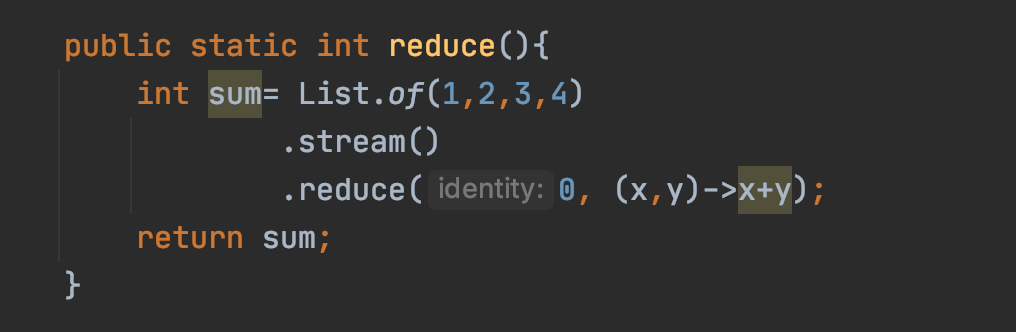 public static int reduce(){
int sum= List.of(1,2,3,4)
.stream()
.reduce( identity: 0, (x,y)->x+y);
return sum;
}